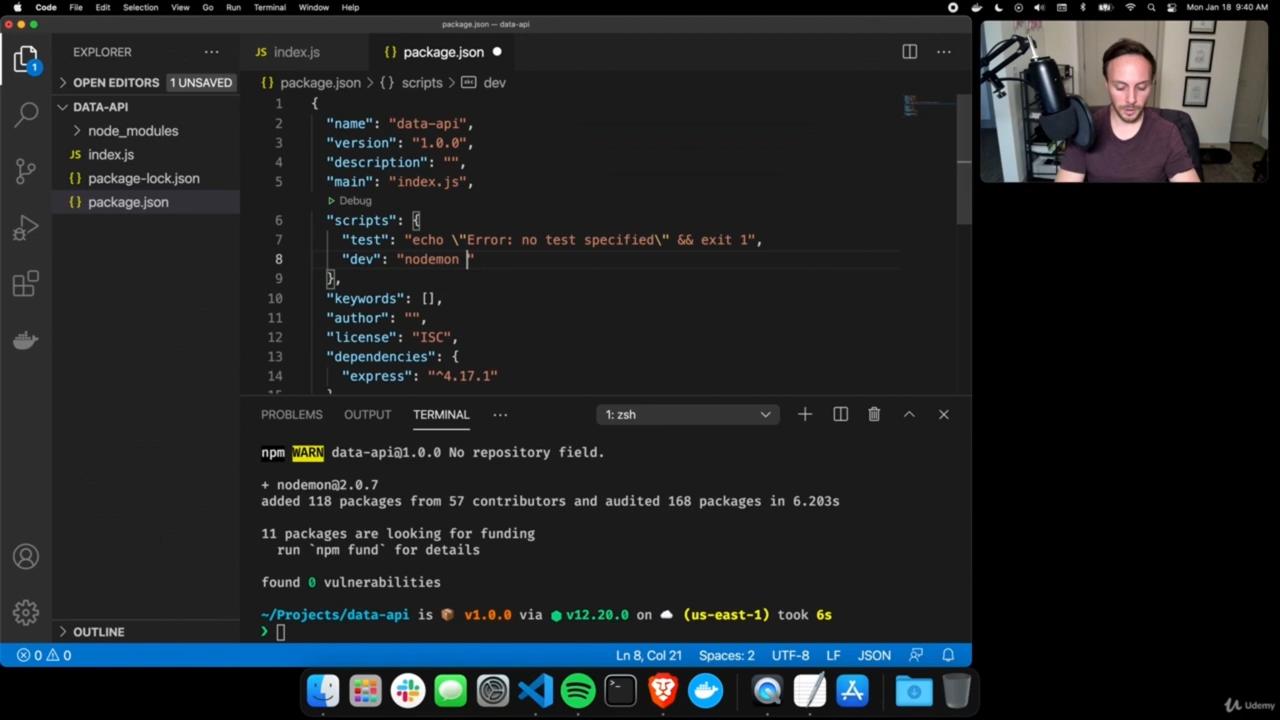 Code File Edit Selection View Go Run Terminal Window Help Mon Jan 18 9:40 AM
package.json — data-api
EXPLORER
index.js
{} package.json
1
OPEN EDITORS 1 UNSAVED
{} package.json > {} scripts > abc dev
DATA-API
1 {
node_modules
2 "name": "data-api",
3 "version": "1.0.0",
JS index.js
4 "description": "",
{} package-lock.json
5 "main": "index.js",
{} package.json
Debug
6 "scripts": {
7 "test": "echo \"Error: no test specified\" && exit 1",
8 "dev": "nodemon "
9 },
10 "keywords": [],
11 "author": "",
12 "license": "ISC",
13 "dependencies": {
14 "express": "^4.17.1"
15 }
PROBLEMS OUTPUT TERMINAL ··· 1: zsh
npm WARN data-api@1.0.0 No repository field.
+ nodemon@2.0.7
added 118 packages from 57 contributors and audited 168 packages in 6.203s
11 packages are looking for funding
run `npm fund` for details
found 0 vulnerabilities
~/Projects/data-api is 📦 v1.0.0 via ⬢ v12.20.0 on ☁️ (us-east-1) took 6s
❯
OUTLINE
0 0 Ln 8, Col 21 Spaces: 2 UTF-8 LF JSON
Udemy